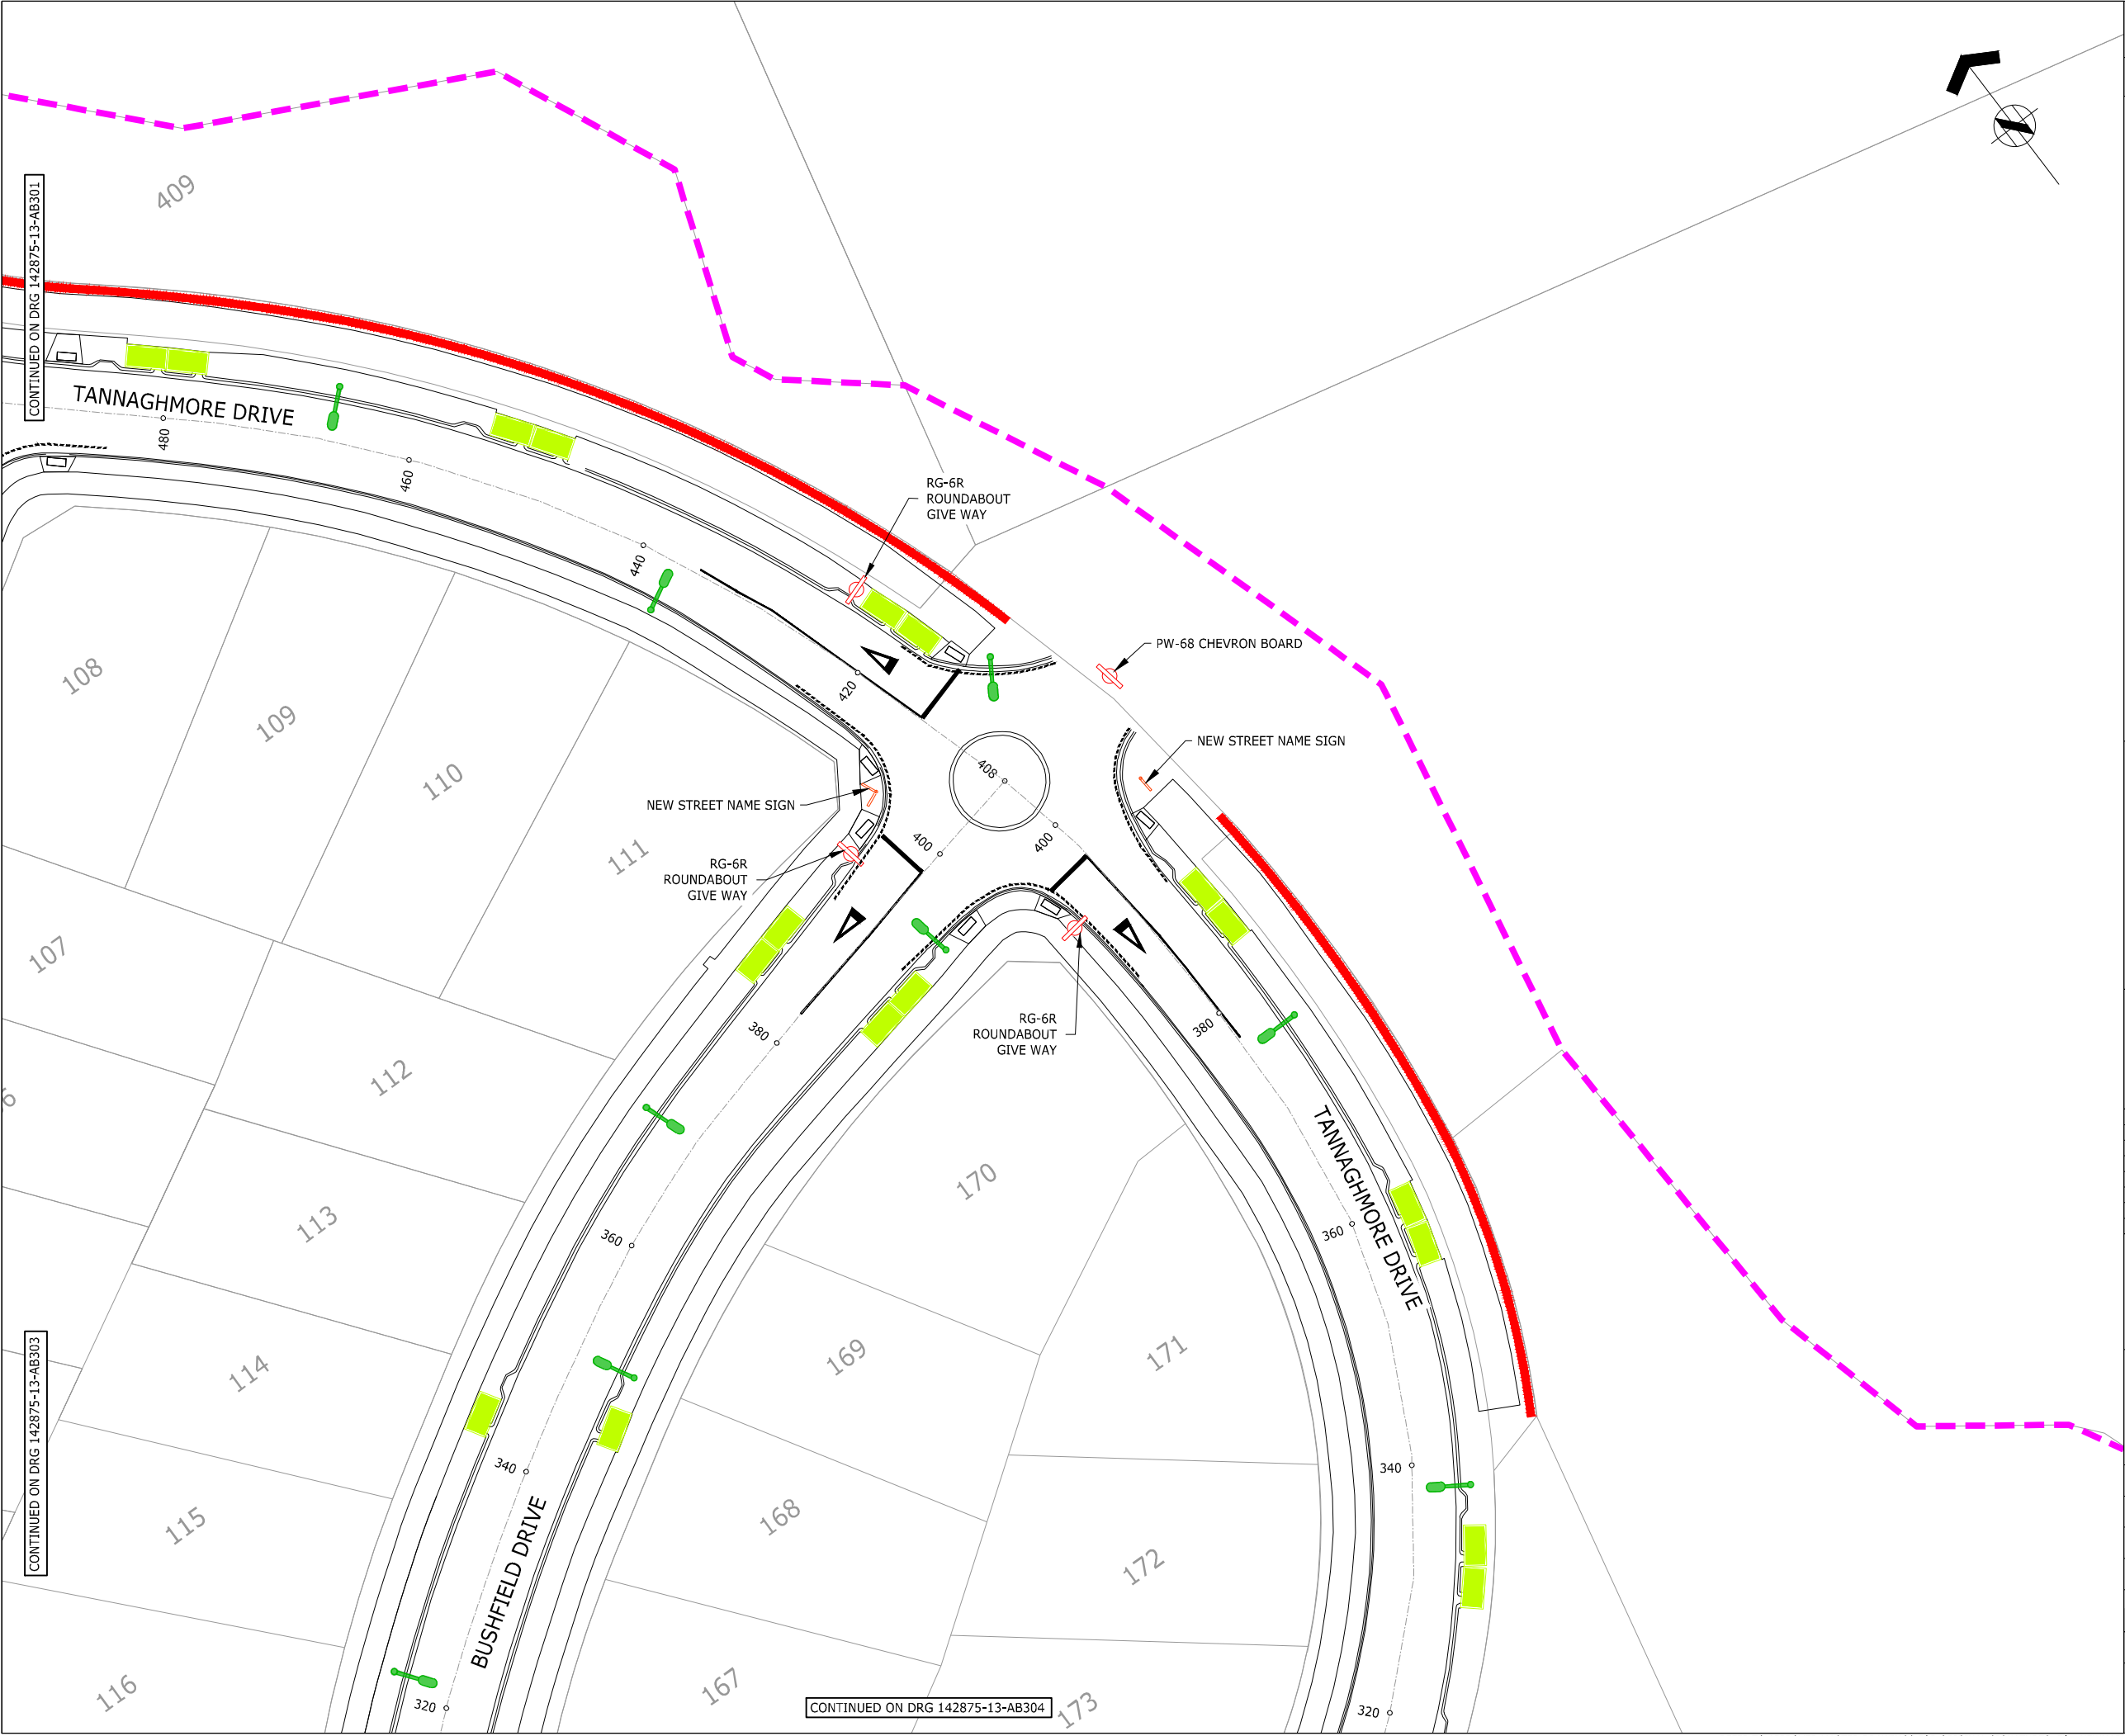 409
CONTINUED ON DRG 142875-13-AB301
TANNAGHMORE DRIVE
480
460
440
420
RG-6R
ROUNDABOUT
GIVE WAY
PW-68 CHEVRON BOARD
NEW STREET NAME SIGN
408
NEW STREET NAME SIGN
400
400
RG-6R
ROUNDABOUT
GIVE WAY
108
109
110
111
107
380
380
RG-6R
ROUNDABOUT
GIVE WAY
112
6
113
170
TANNAGHMORE DRIVE
360
360
114
169
171
CONTINUED ON DRG 142875-13-AB303
340
340
115
168
172
BUSHFIELD DRIVE
116
167
173
320
320
CONTINUED ON DRG 142875-13-AB304